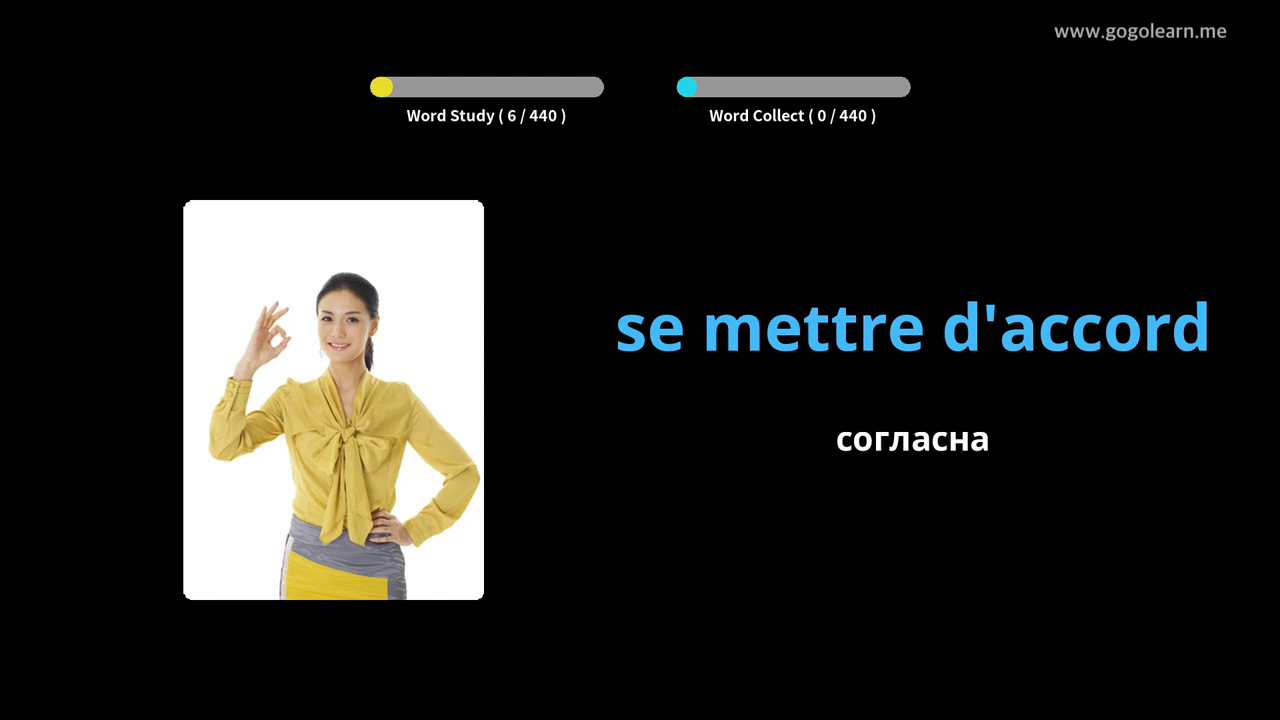 www.gogolearn.me
Word Study ( 6 / 440 )
Word Collect ( 0 / 440 )
se mettre d'accord
согласна